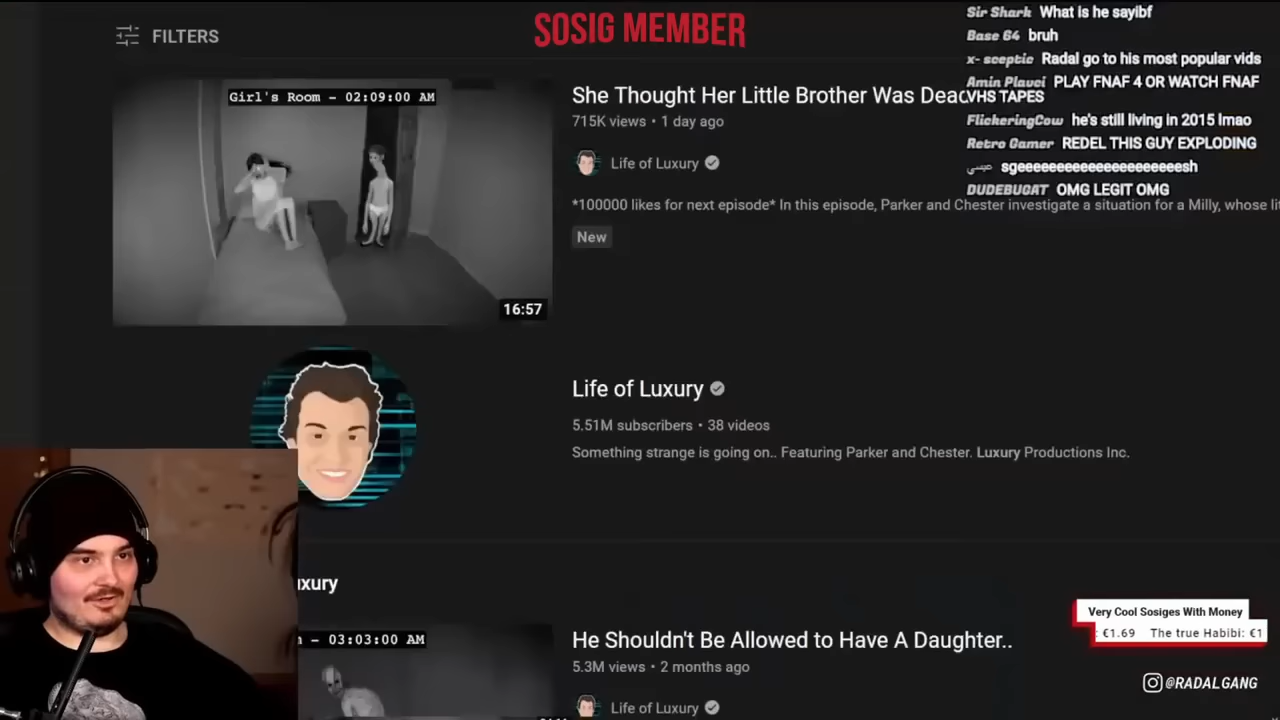 SOSIG MEMBER
FILTERS
Girl's Room - 02:09:00 AM
16:57
She Thought Her Little Brother Was Dead
715K views • 1 day ago
Life of Luxury
*100000 likes for next episode* In this episode, Parker and Chester investigate a situation for a Milly, whose
New
Sir Shark What is he sayibf
Base 64 bruh
x- sceptic Radal go to his most popular vids
Amin Plavci PLAY FNAF 4 OR WATCH FNAF
VHS TAPES
FlickeringCow he's still living in 2015 lmao
Retro Gamer REDEL THIS GUY EXPLODING
sgeeeeeeeeeeeeeeeeeeeeesh
DUDEBUGAT OMG LEGIT OMG
Life of Luxury
5.51M subscribers • 38 videos
Something strange is going on.. Featuring Parker and Chester. Luxury Productions Inc.
uxury
- 03:03:00 AM
He Shouldn't Be Allowed to Have A Daughter..
5.3M views • 2 months ago
Life of Luxury
Very Cool Sosiges With Money
: €1.69 The true Habibi: €1
@RADALGANG